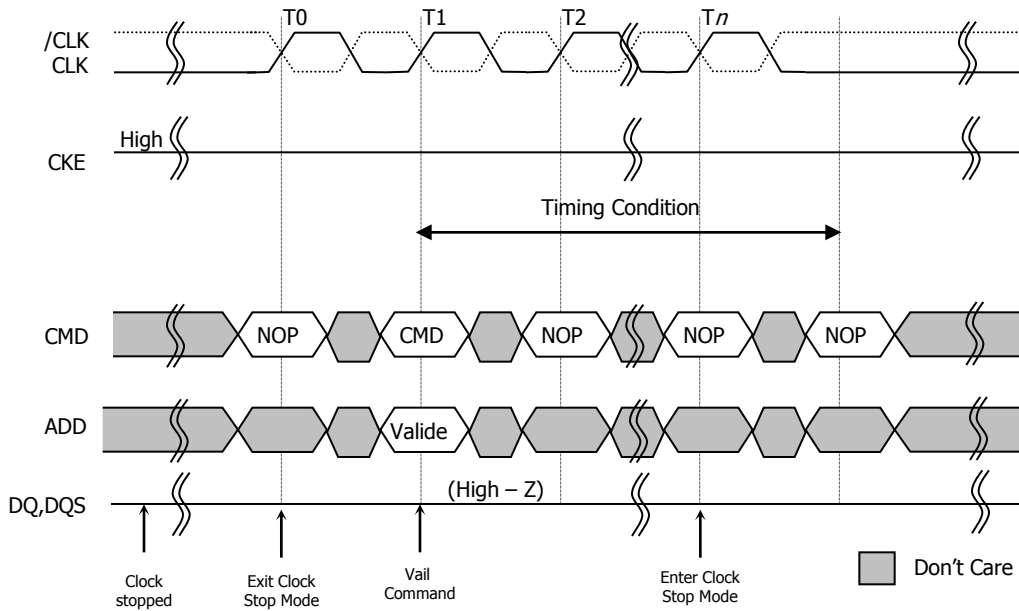 T0 T1 T2 Tn
/CLK
CLK
High
CKE
Timing Condition
CMD NOP CMD NOP NOP NOP
ADD Valide
(High – Z)
DQ,DQS
Clock
stopped
Exit Clock
Stop Mode
Vail
Command
Enter Clock
Stop Mode
Don't Care